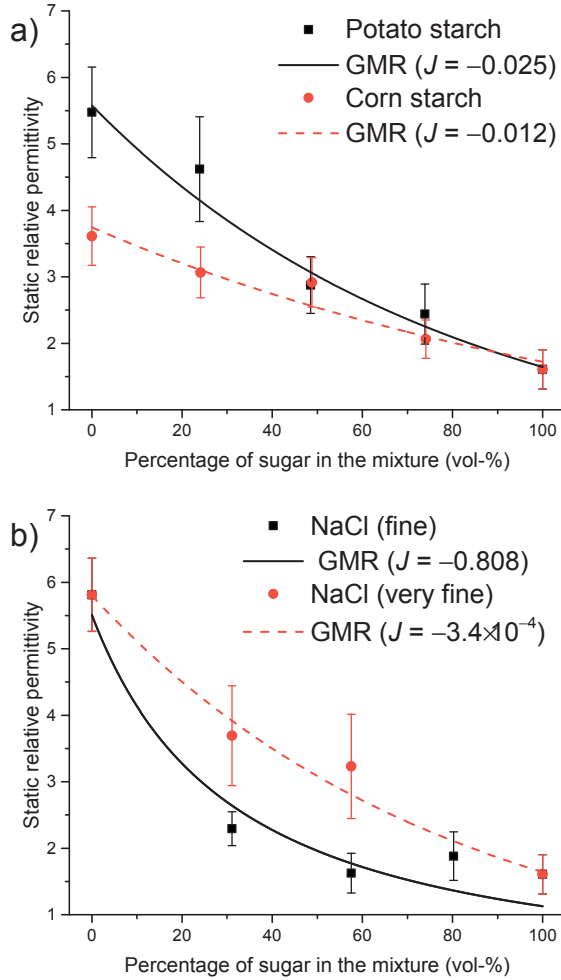 a)
7
6
5
4
3
2
1
Static relative permittivity
Potato starch
GMR (J = −0.025)
Corn starch
GMR (J = −0.012)
0 20 40 60 80 100
Percentage of sugar in the mixture (vol-%)
b)
7
6
5
4
3
2
1
Static relative permittivity
NaCl (fine)
GMR (J = −0.808)
NaCl (very fine)
GMR (J = −3.4×10⁻⁴)
0 20 40 60 80 100
Percentage of sugar in the mixture (vol-%)